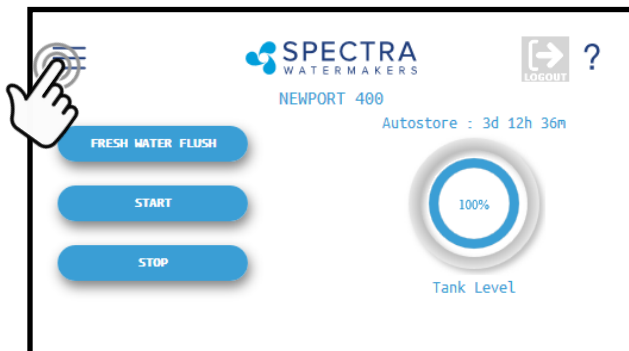 SPECTRA
WATERMAKERS
LOGOUT
?
NEWPORT 400
Autostore : 3d 12h 36m
FRESH WATER FLUSH
START
STOP
100%
Tank Level